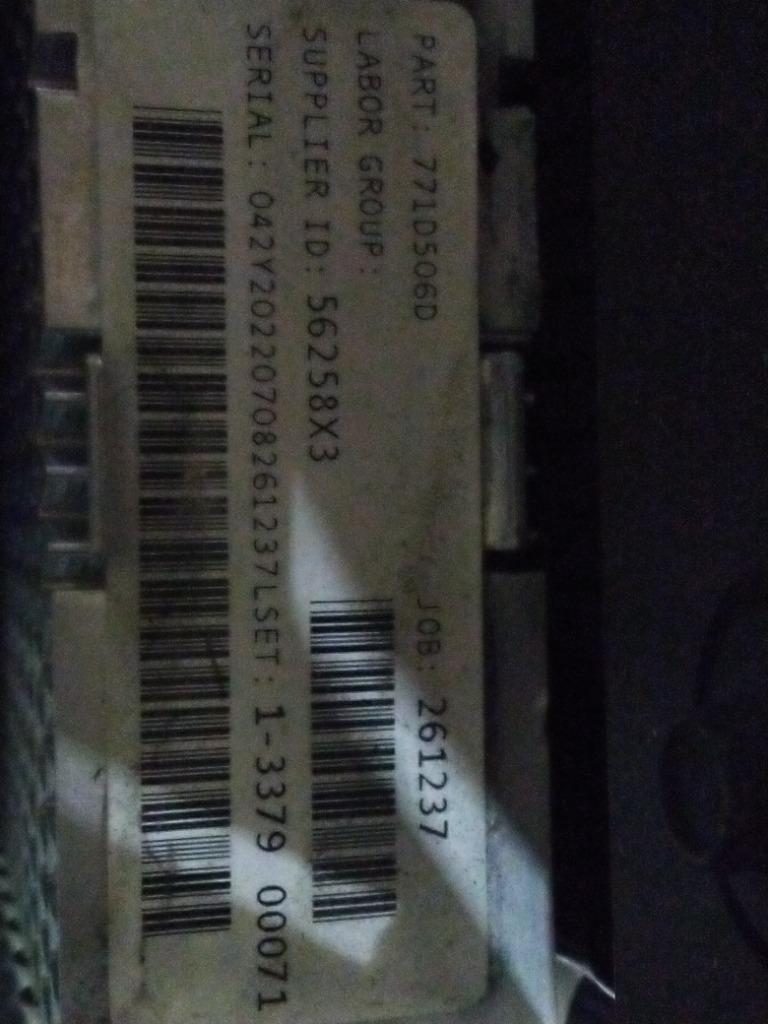 PART: 771D506D JOB: 261237
LABOR GROUP:
SUPPLIER ID: 56258X3
SERIAL: 042Y20220708261237LSET: 1-3379 00071